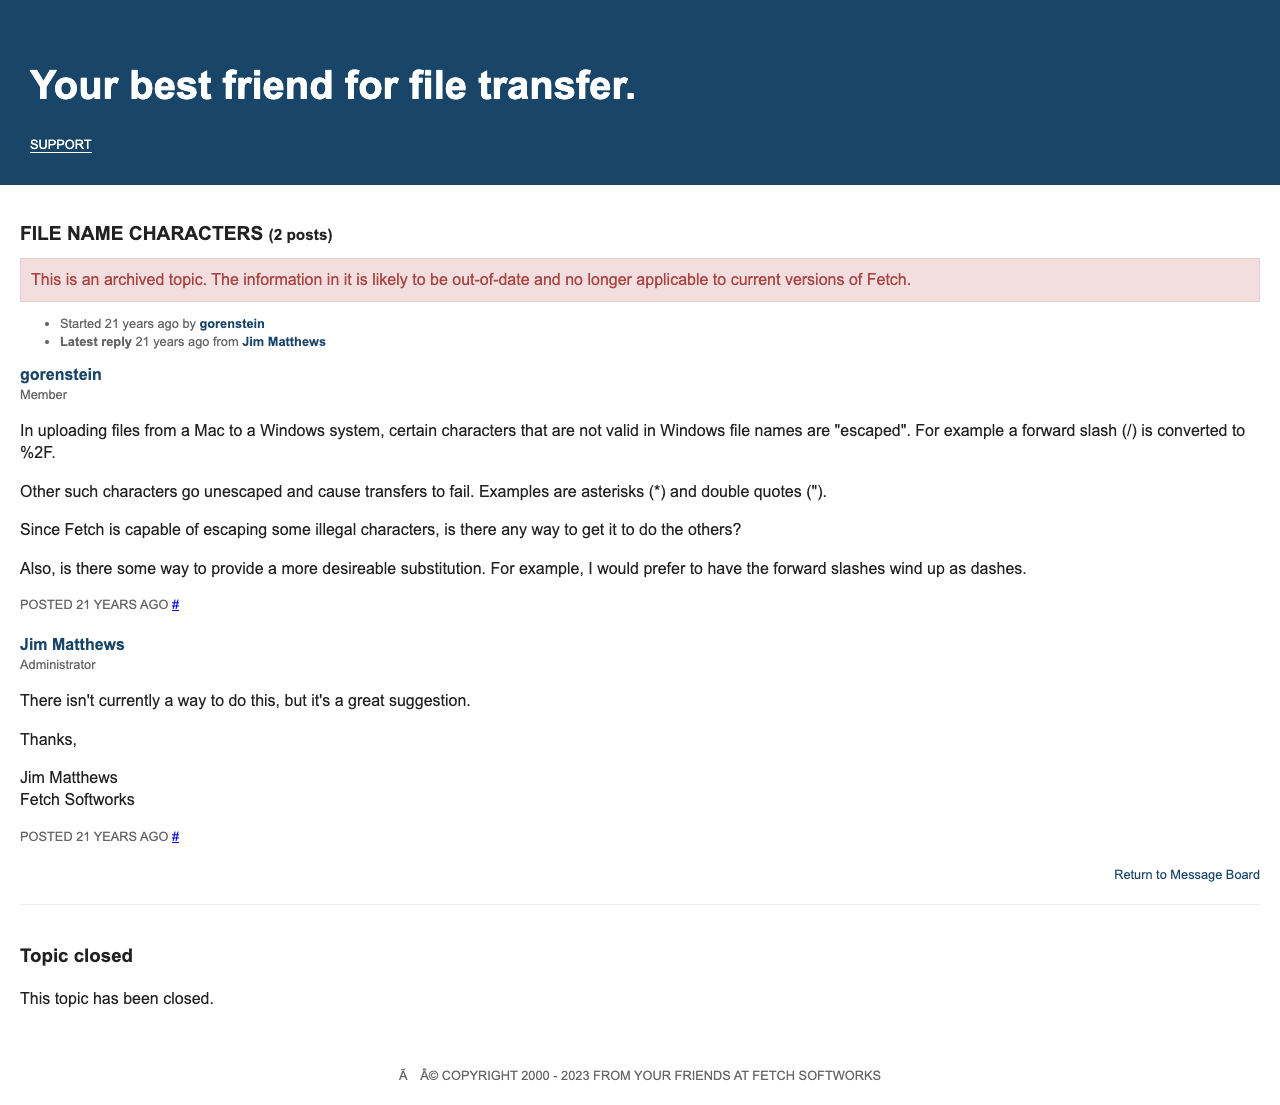 Your best friend for file transfer.
SUPPORT
FILE NAME CHARACTERS (2 posts)
This is an archived topic. The information in it is likely to be out-of-date and no longer applicable to current versions of Fetch.
• Started 21 years ago by gorenstein
• Latest reply 21 years ago from Jim Matthews
gorenstein
Member
In uploading files from a Mac to a Windows system, certain characters that are not valid in Windows file names are "escaped". For example a forward slash (/) is converted to
%2F.
Other such characters go unescaped and cause transfers to fail. Examples are asterisks (*) and double quotes (").
Since Fetch is capable of escaping some illegal characters, is there any way to get it to do the others?
Also, is there some way to provide a more desireable substitution. For example, I would prefer to have the forward slashes wind up as dashes.
POSTED 21 YEARS AGO #
Jim Matthews
Administrator
There isn't currently a way to do this, but it's a great suggestion.
Thanks,
Jim Matthews
Fetch Softworks
POSTED 21 YEARS AGO #
Return to Message Board
Topic closed
This topic has been closed.
Ã Â© COPYRIGHT 2000 - 2023 FROM YOUR FRIENDS AT FETCH SOFTWORKS